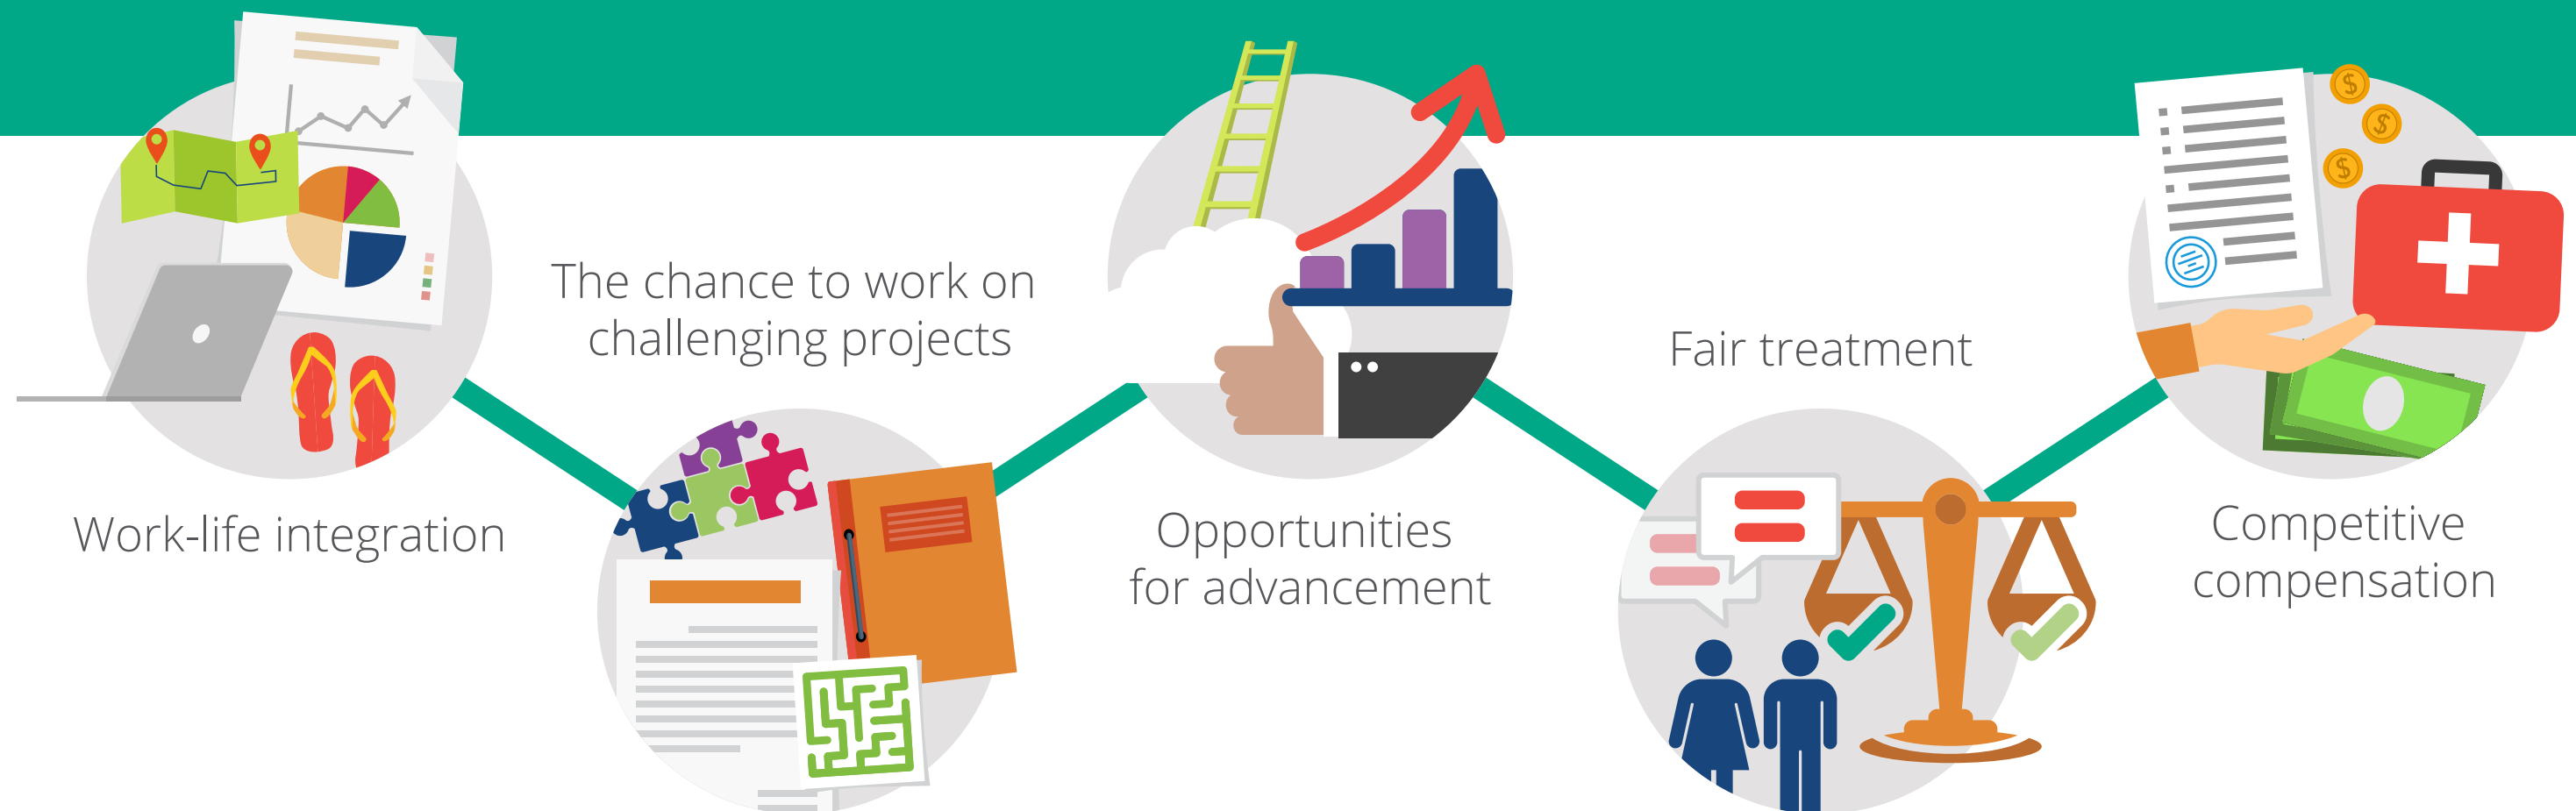 Work-life integration
The chance to work on
challenging projects
Opportunities
for advancement
Fair treatment
Competitive
compensation
$
$
$